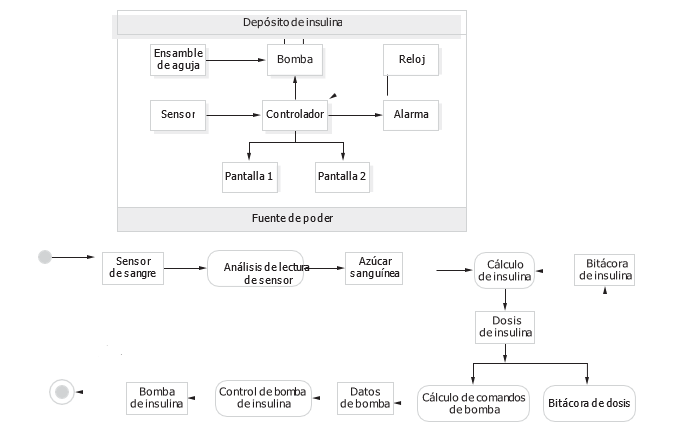 Depósito de insulina
Ensamble
de aguja
Bomba
Reloj
Sensor
Controlador
Alarma
Pantalla 1
Pantalla 2
Fuente de poder
Sensor
de sangre
Análisis de lectura
de sensor
Azúcar
sanguínea
Cálculo
de insulina
Bitácora
de insulina
Dosis
de insulina
Bomba
de insulina
Control de bomba
de insulina
Datos
de bomba
Cálculo de comandos
de bomba
Bitácora de dosis